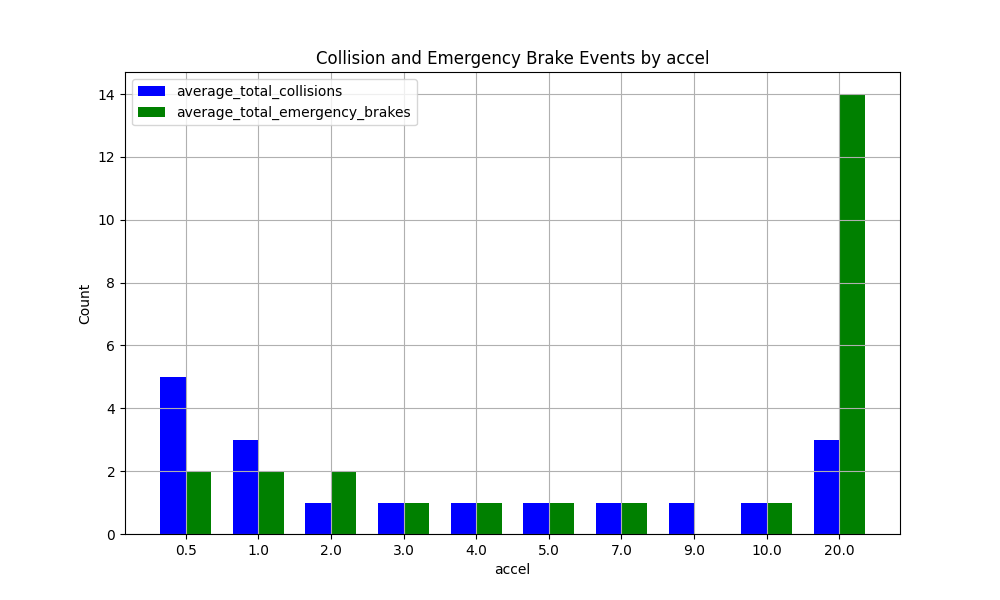 Collision and Emergency Brake Events by accel
average_total_collisions
average_total_emergency_brakes
14
12
10
8
6
4
2
0
Count
0.5 1.0 2.0 3.0 4.0 5.0 7.0 9.0 10.0 20.0
accel